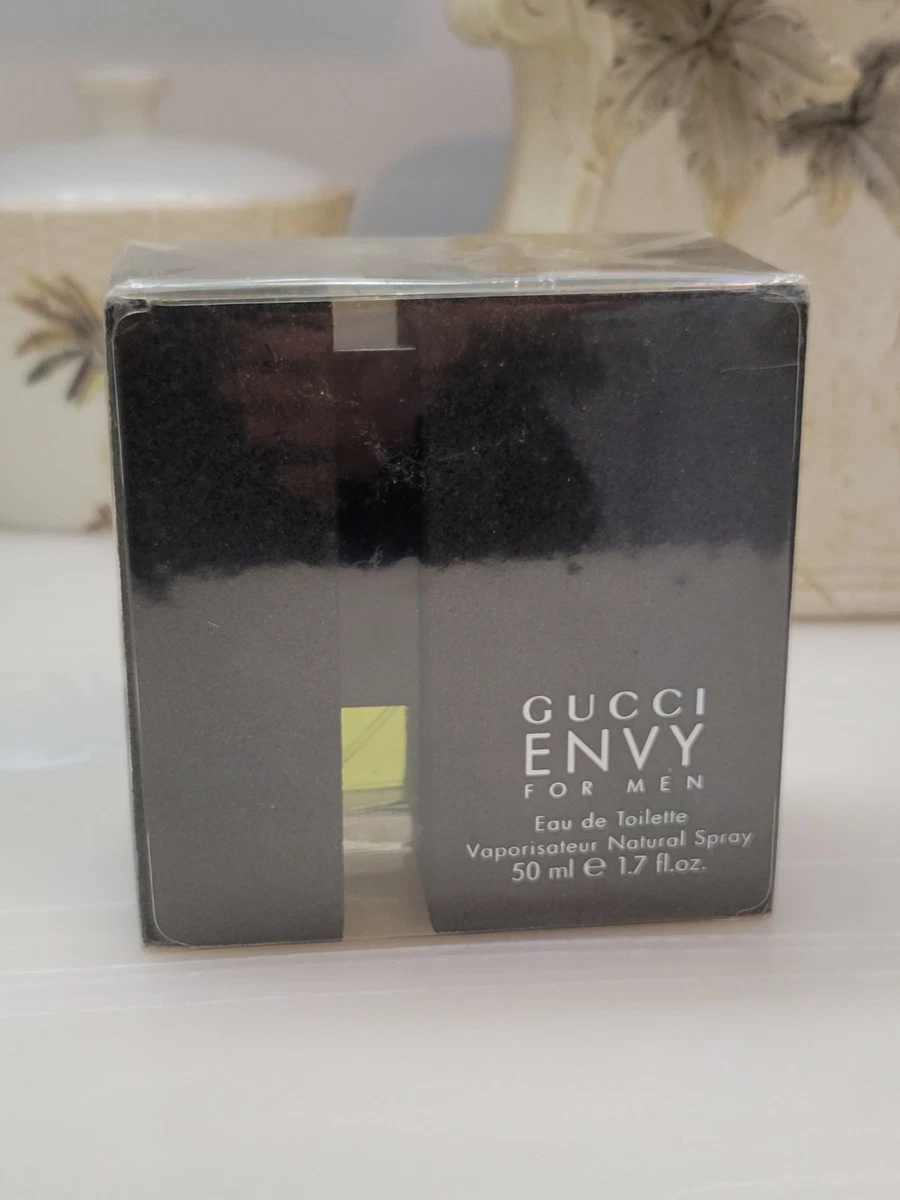 GUCCI
ENVY
FOR MEN
Eau de Toilette
Vaporisateur Natural Spray
50 ml ℮ 1.7 fl.oz.